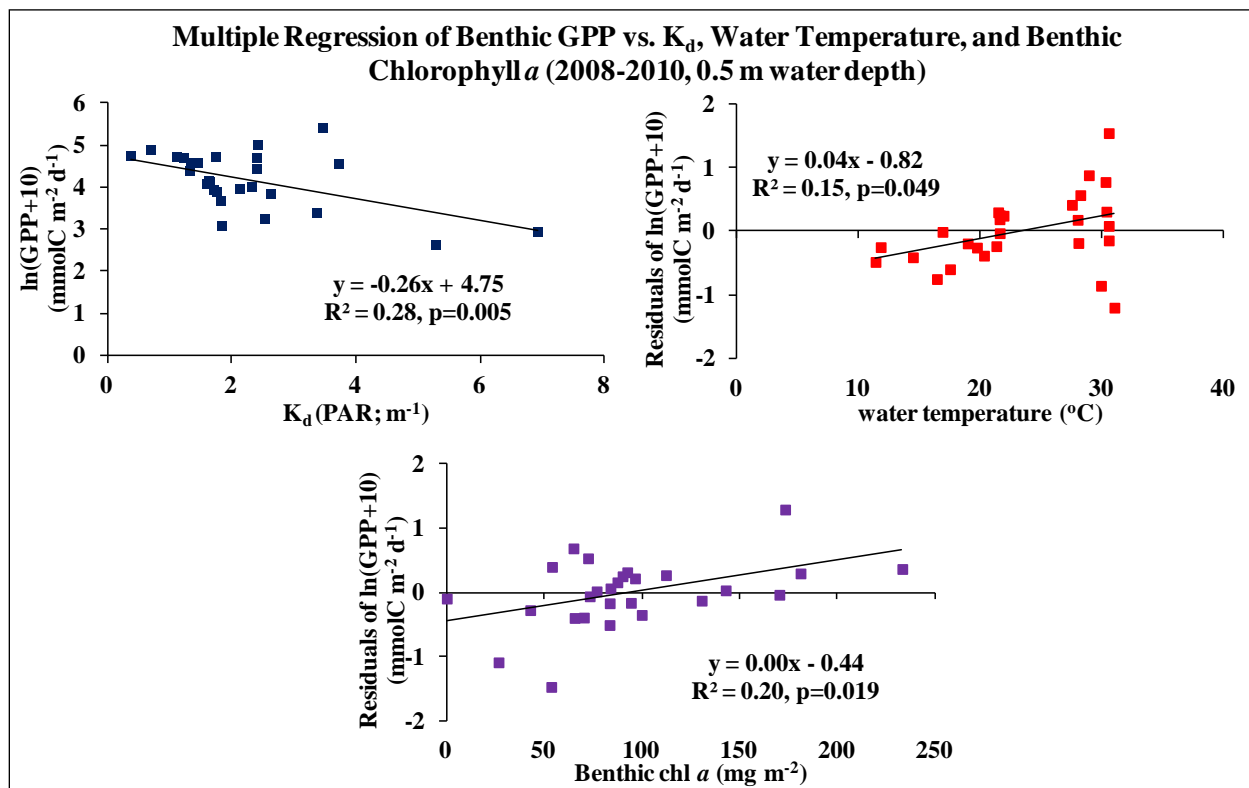 Multiple Regression of Benthic GPP vs. Kd, Water Temperature, and Benthic
Chlorophyll a (2008-2010, 0.5 m water depth)
ln(GPP+10)
(mmolC m-2 d-1)
6
5
4
3
2
1
0
y = -0.26x + 4.75
R² = 0.28, p=0.005
0 2 4 6 8
Kd (PAR; m-1)
Residuals of ln(GPP+10)
(mmolC m-2 d-1)
2
1
0
-1
-2
y = 0.04x - 0.82
R² = 0.15, p=0.049
0 10 20 30 40
water temperature (oC)
Residuals of ln(GPP+10)
(mmolC m-2 d-1)
2
1
0
-1
-2
y = 0.00x - 0.44
R² = 0.20, p=0.019
0 50 100 150 200 250
Benthic chl a (mg m-2)